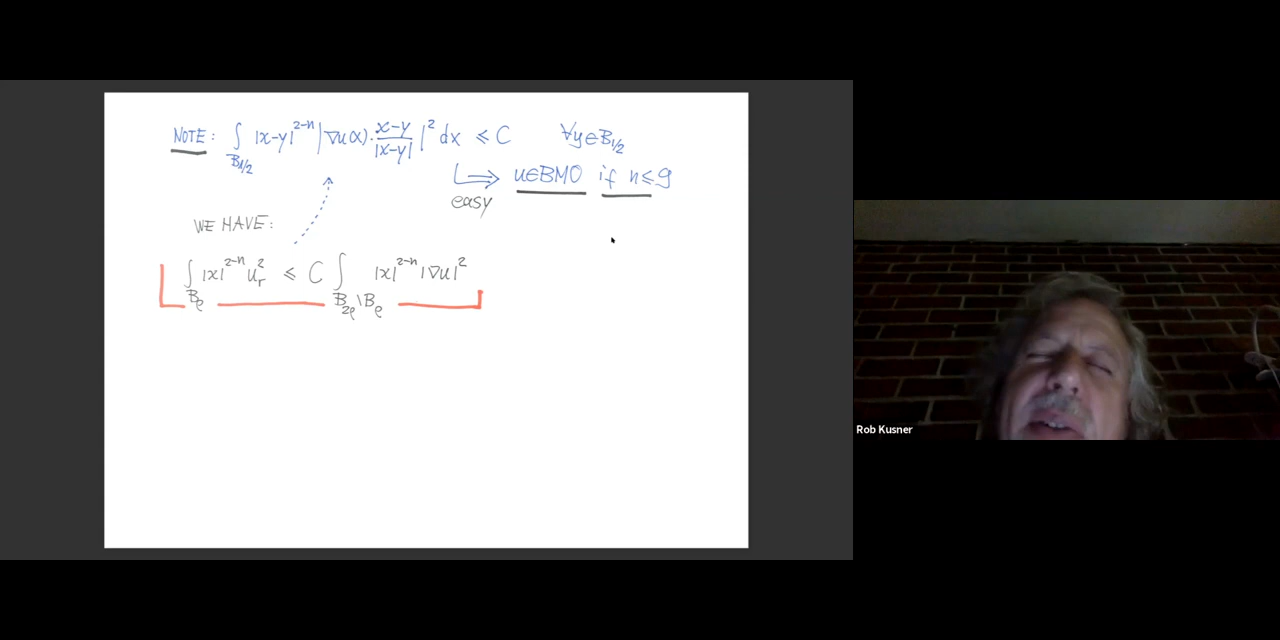 NOTE: ∫_{B_{1/2}} |x-y|^{2-n} |∇u(x)·\frac{x-y}{|x-y|}|^2 dx ≤ C ∀y∈B_{1/2}
⟹ u∈BMO if n≤9
easy
WE HAVE:
∫_{B_ρ} |x|^{2-n} u_r^2 ≤ C ∫_{B_{2ρ}\B_ρ} |x|^{2-n} |∇u|^2
Rob Kusner